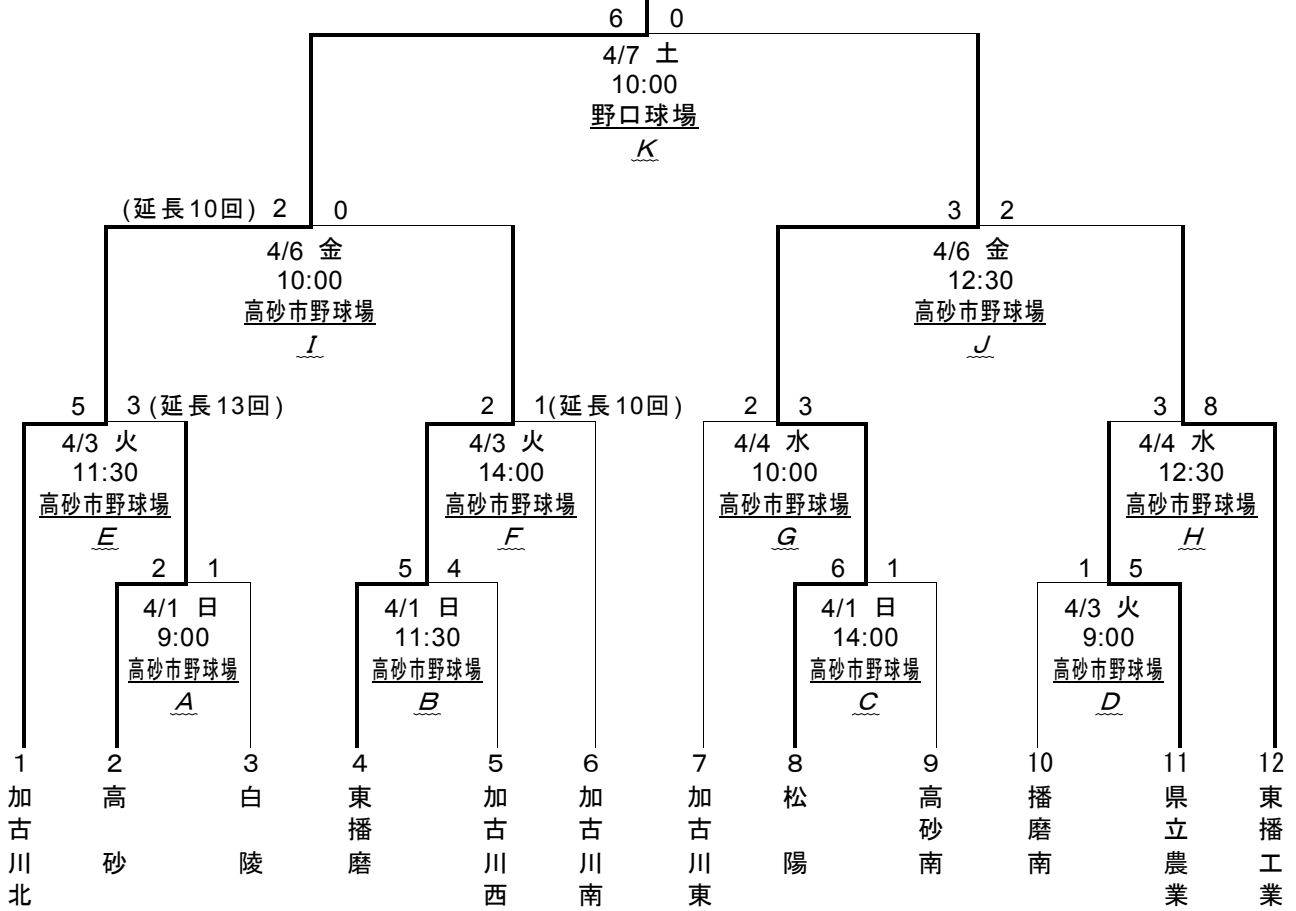 6 0
4/7 土
10:00
野口球場
K
(延長10回) 2 0
3 2
4/6 金
10:00
高砂市野球場
I
4/6 金
12:30
高砂市野球場
J
5 3 (延長13回)
2 1(延長10回)
2 3
3 8
4/3 火
11:30
高砂市野球場
E
4/3 火
14:00
高砂市野球場
F
4/4 水
10:00
高砂市野球場
G
4/4 水
12:30
高砂市野球場
H
2 1
5 4
6 1
1 5
4/1 日
9:00
高砂市野球場
A
4/1 日
11:30
高砂市野球場
B
4/1 日
14:00
高砂市野球場
C
4/3 火
9:00
高砂市野球場
D
1
加古川北
2
高砂
3
白陵
4
東播磨
5
加古川西
6
加古川南
7
加古川東
8
松陽
9
高砂南
10
播磨南
11
県立農業
12
東播工業